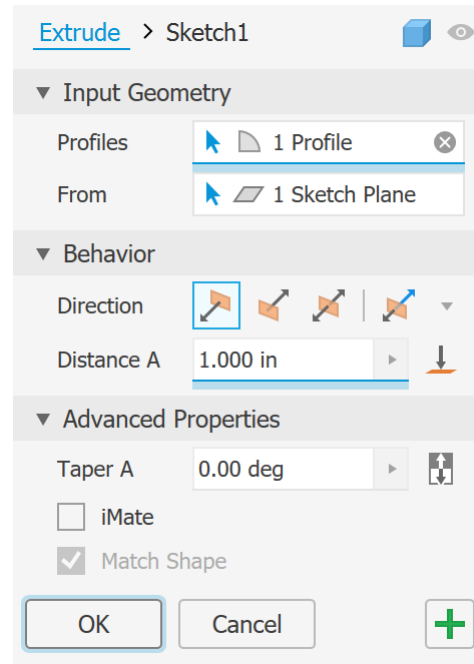 Extrude > Sketch1
Input Geometry
Profiles 1 Profile
From 1 Sketch Plane
Behavior
Direction
Distance A 1.000 in
Advanced Properties
Taper A 0.00 deg
iMate
Match Shape
OK Cancel